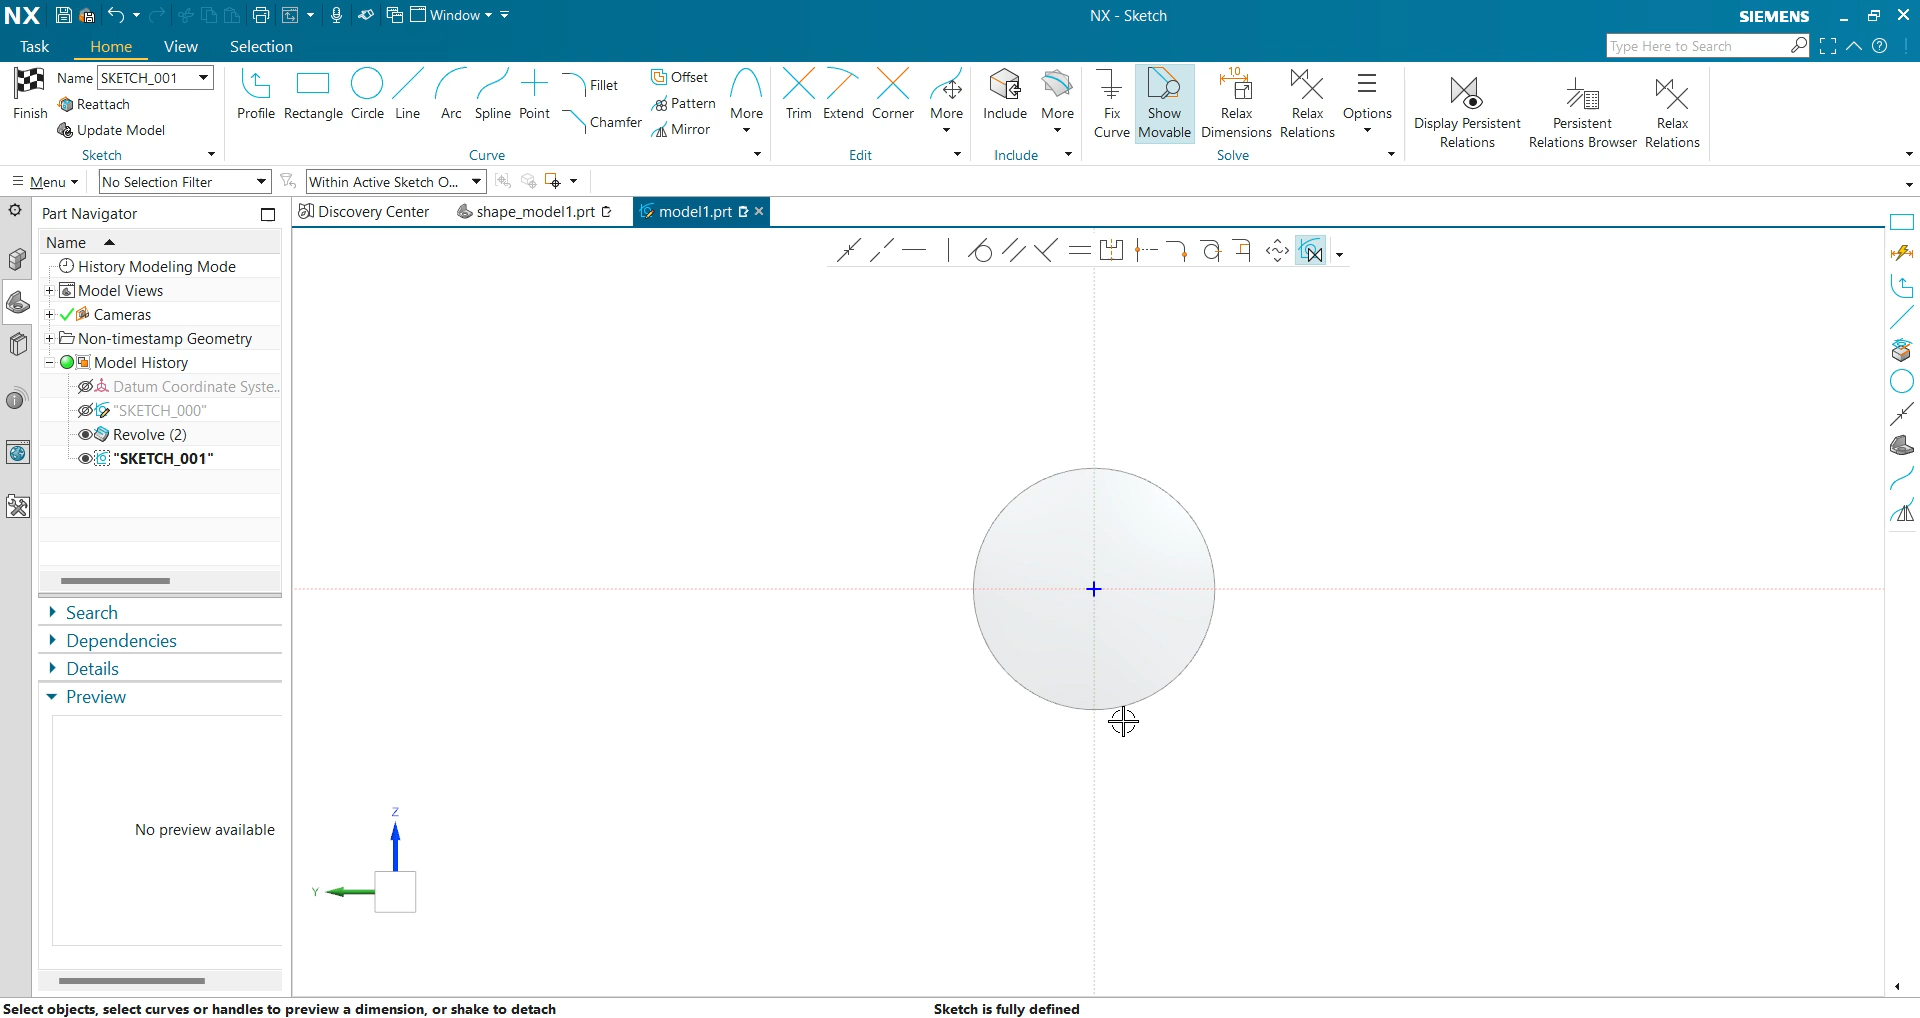 NX
Window
NX - Sketch
SIEMENS
Task
Home
View
Selection
Type Here to Search
Finish
Name SKETCH_001
Reattach
Update Model
Sketch
Profile
Rectangle
Circle
Line
Arc
Spline
Point
Fillet
Chamfer
Offset
Pattern
Mirror
More
Curve
Trim
Extend
Corner
More
Edit
Include
More
Include
Fix
Curve
Show
Movable
Relax
Dimensions
Relax
Relations
Options
Solve
Display Persistent
Relations
Persistent
Relations Browser
Relax
Relations
Menu
No Selection Filter
Within Active Sketch O...
Part Navigator
Discovery Center
shape_model1.prt
model1.prt
Name
History Modeling Mode
Model Views
Cameras
Non-timestamp Geometry
Model History
Datum Coordinate Syste..
"SKETCH_000"
Revolve (2)
"SKETCH_001"
Search
Dependencies
Details
Preview
No preview available
Z
Y
Select objects, select curves or handles to preview a dimension, or shake to detach
Sketch is fully defined